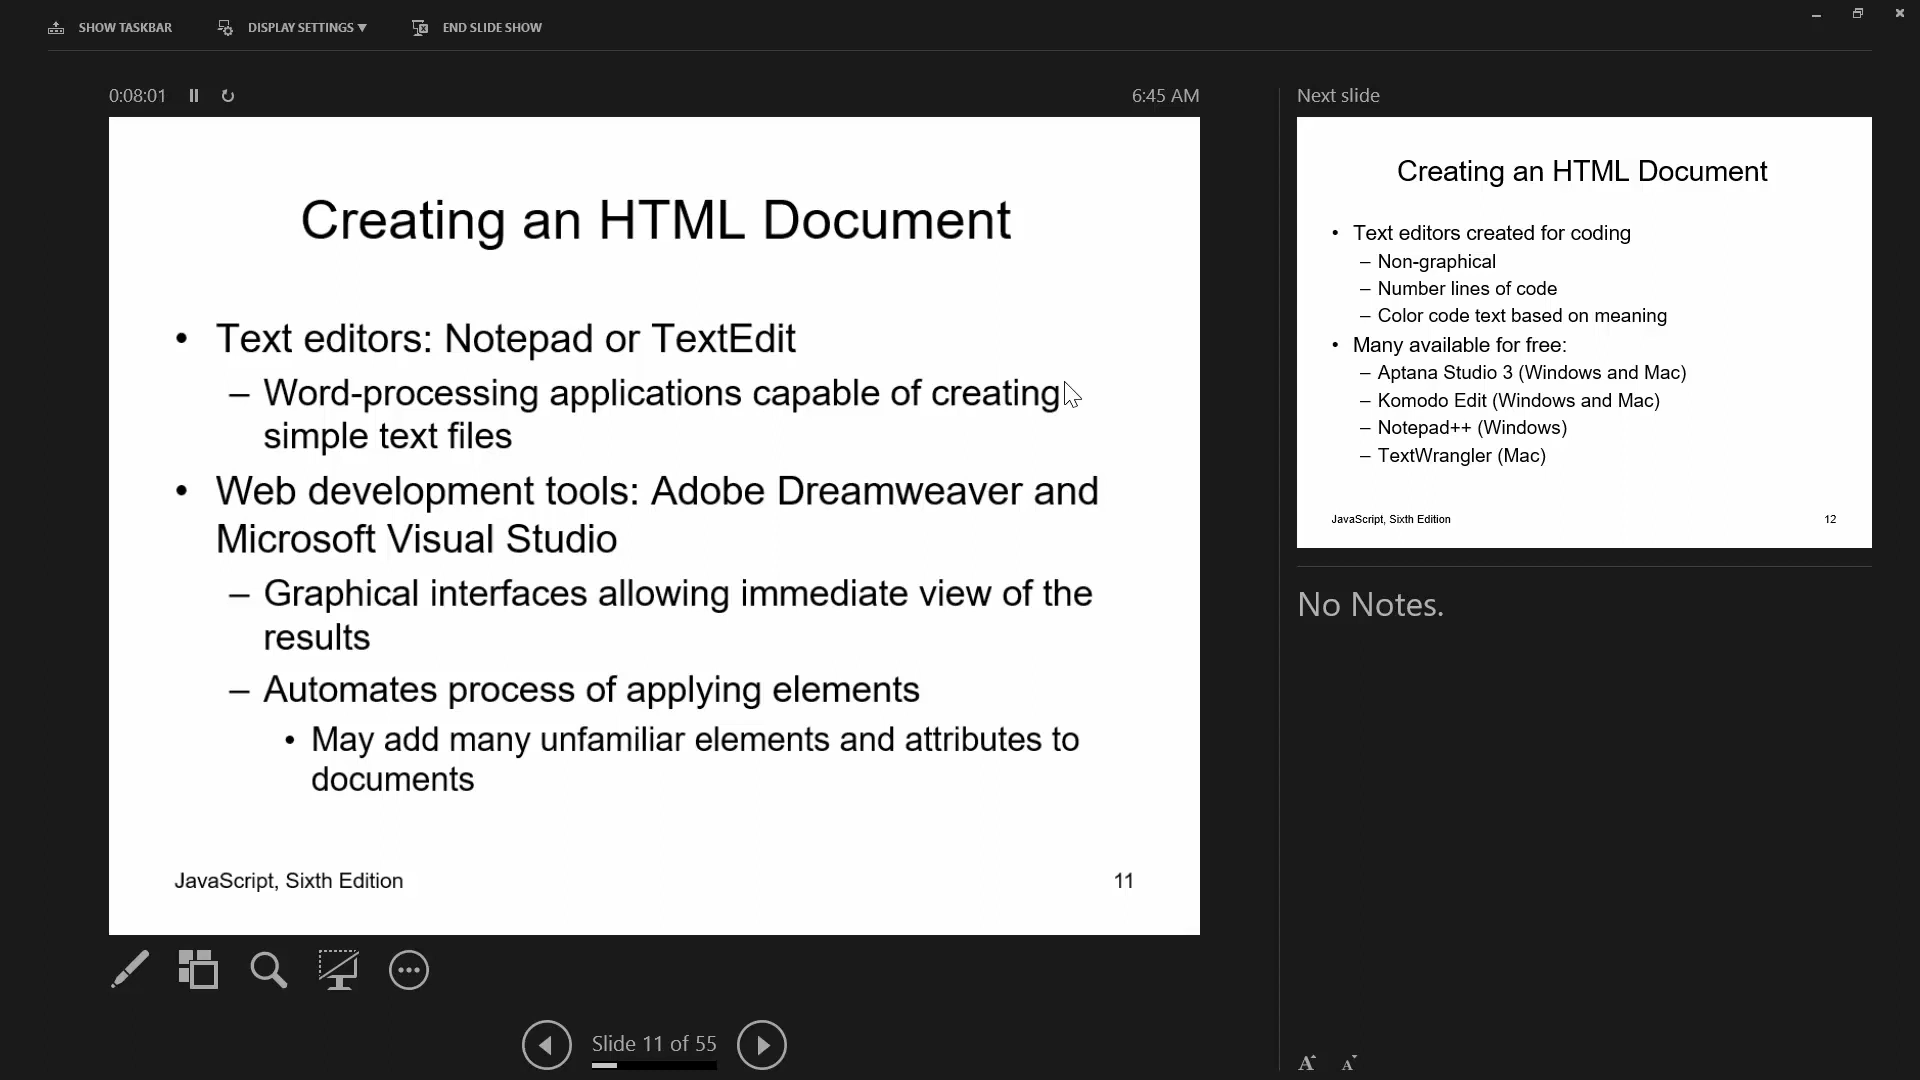 SHOW TASKBAR
DISPLAY SETTINGS ▼
END SLIDE SHOW
0:08:01
6:45 AM
Creating an HTML Document
• Text editors: Notepad or TextEdit
– Word-processing applications capable of creating
simple text files
• Web development tools: Adobe Dreamweaver and
Microsoft Visual Studio
– Graphical interfaces allowing immediate view of the
results
– Automates process of applying elements
• May add many unfamiliar elements and attributes to
documents
JavaScript, Sixth Edition
11
Slide 11 of 55
Next slide
Creating an HTML Document
• Text editors created for coding
– Non-graphical
– Number lines of code
– Color code text based on meaning
• Many available for free:
– Aptana Studio 3 (Windows and Mac)
– Komodo Edit (Windows and Mac)
– Notepad++ (Windows)
– TextWrangler (Mac)
JavaScript, Sixth Edition
12
No Notes.
A A